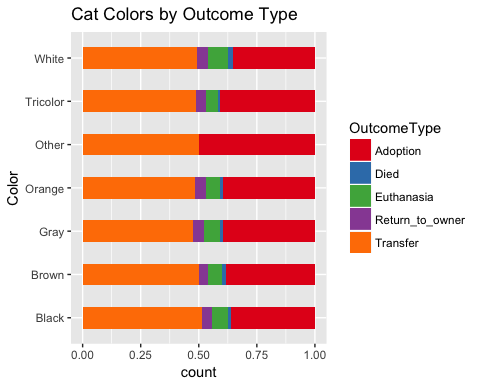 Cat Colors by Outcome Type
Color
White
Tricolor
Other
Orange
Gray
Brown
Black
0.00 0.25 0.50 0.75 1.00
count
OutcomeType
Adoption
Died
Euthanasia
Return_to_owner
Transfer